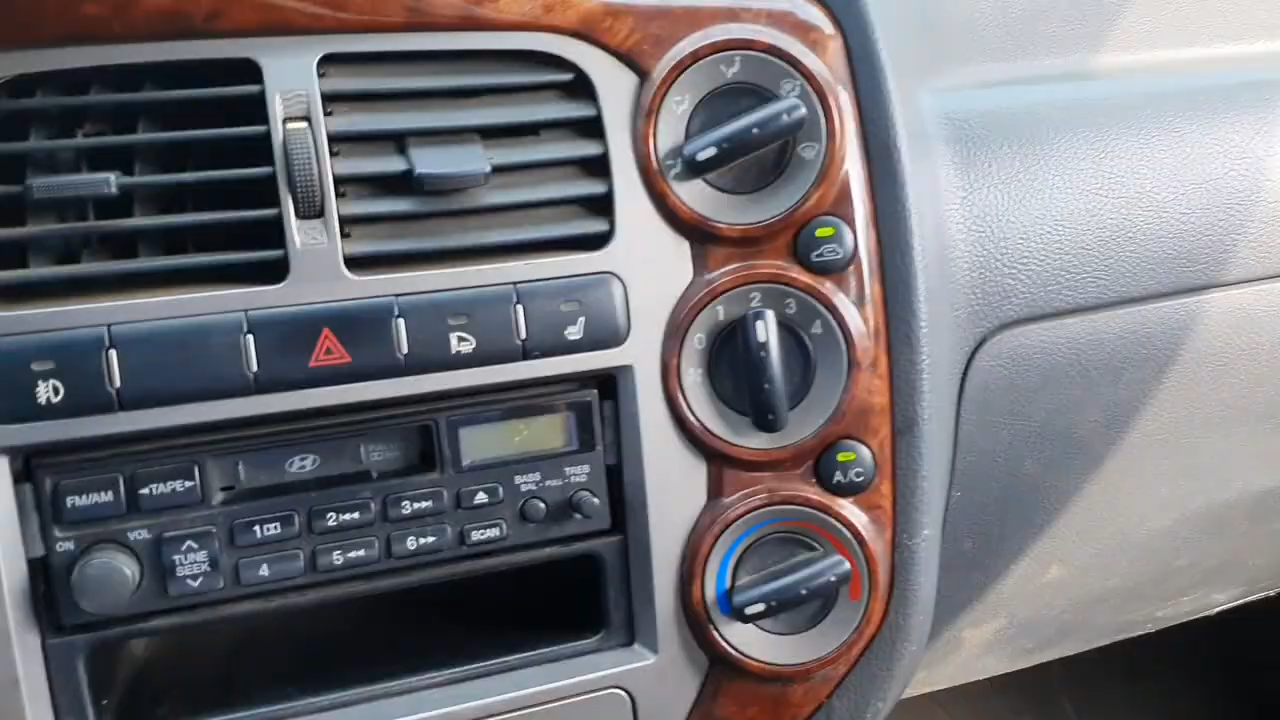 0 1 2 3 4
A/C
FM/AM
TAPE
BASS
TREB
BAL - PULL - FAD
ON
VOL
TUNE
SEEK
1
2
3
4
5
6
SCAN